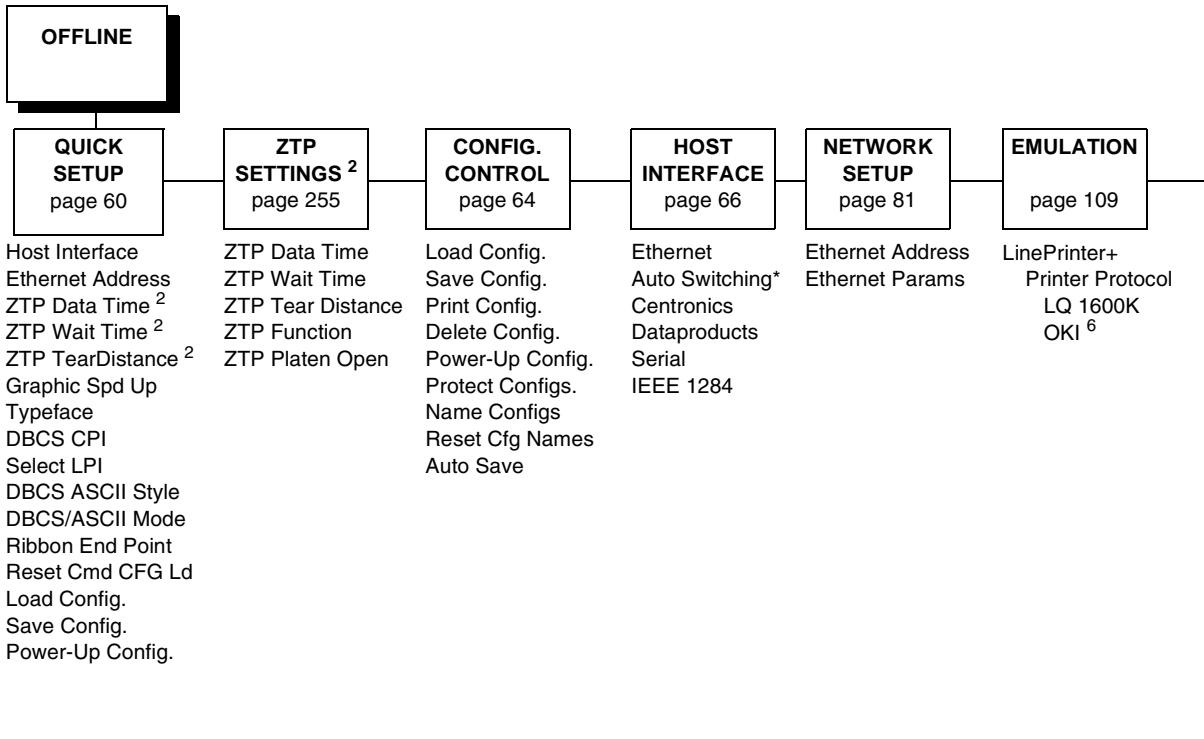 OFFLINE
QUICK
SETUP
page 60
ZTP
SETTINGS 2
page 255
CONFIG.
CONTROL
page 64
HOST
INTERFACE
page 66
NETWORK
SETUP
page 81
EMULATION
page 109
Host Interface
Ethernet Address
ZTP Data Time 2
ZTP Wait Time 2
ZTP TearDistance 2
Graphic Spd Up
Typeface
DBCS CPI
Select LPI
DBCS ASCII Style
DBCS/ASCII Mode
Ribbon End Point
Reset Cmd CFG Ld
Load Config.
Save Config.
Power-Up Config.
ZTP Data Time
ZTP Wait Time
ZTP Tear Distance
ZTP Function
ZTP Platen Open
Load Config.
Save Config.
Print Config.
Delete Config.
Power-Up Config.
Protect Configs.
Name Configs
Reset Cfg Names
Auto Save
Ethernet
Auto Switching*
Centronics
Dataproducts
Serial
IEEE 1284
Ethernet Address
Ethernet Params
LinePrinter+
Printer Protocol
LQ 1600K
OKI 6